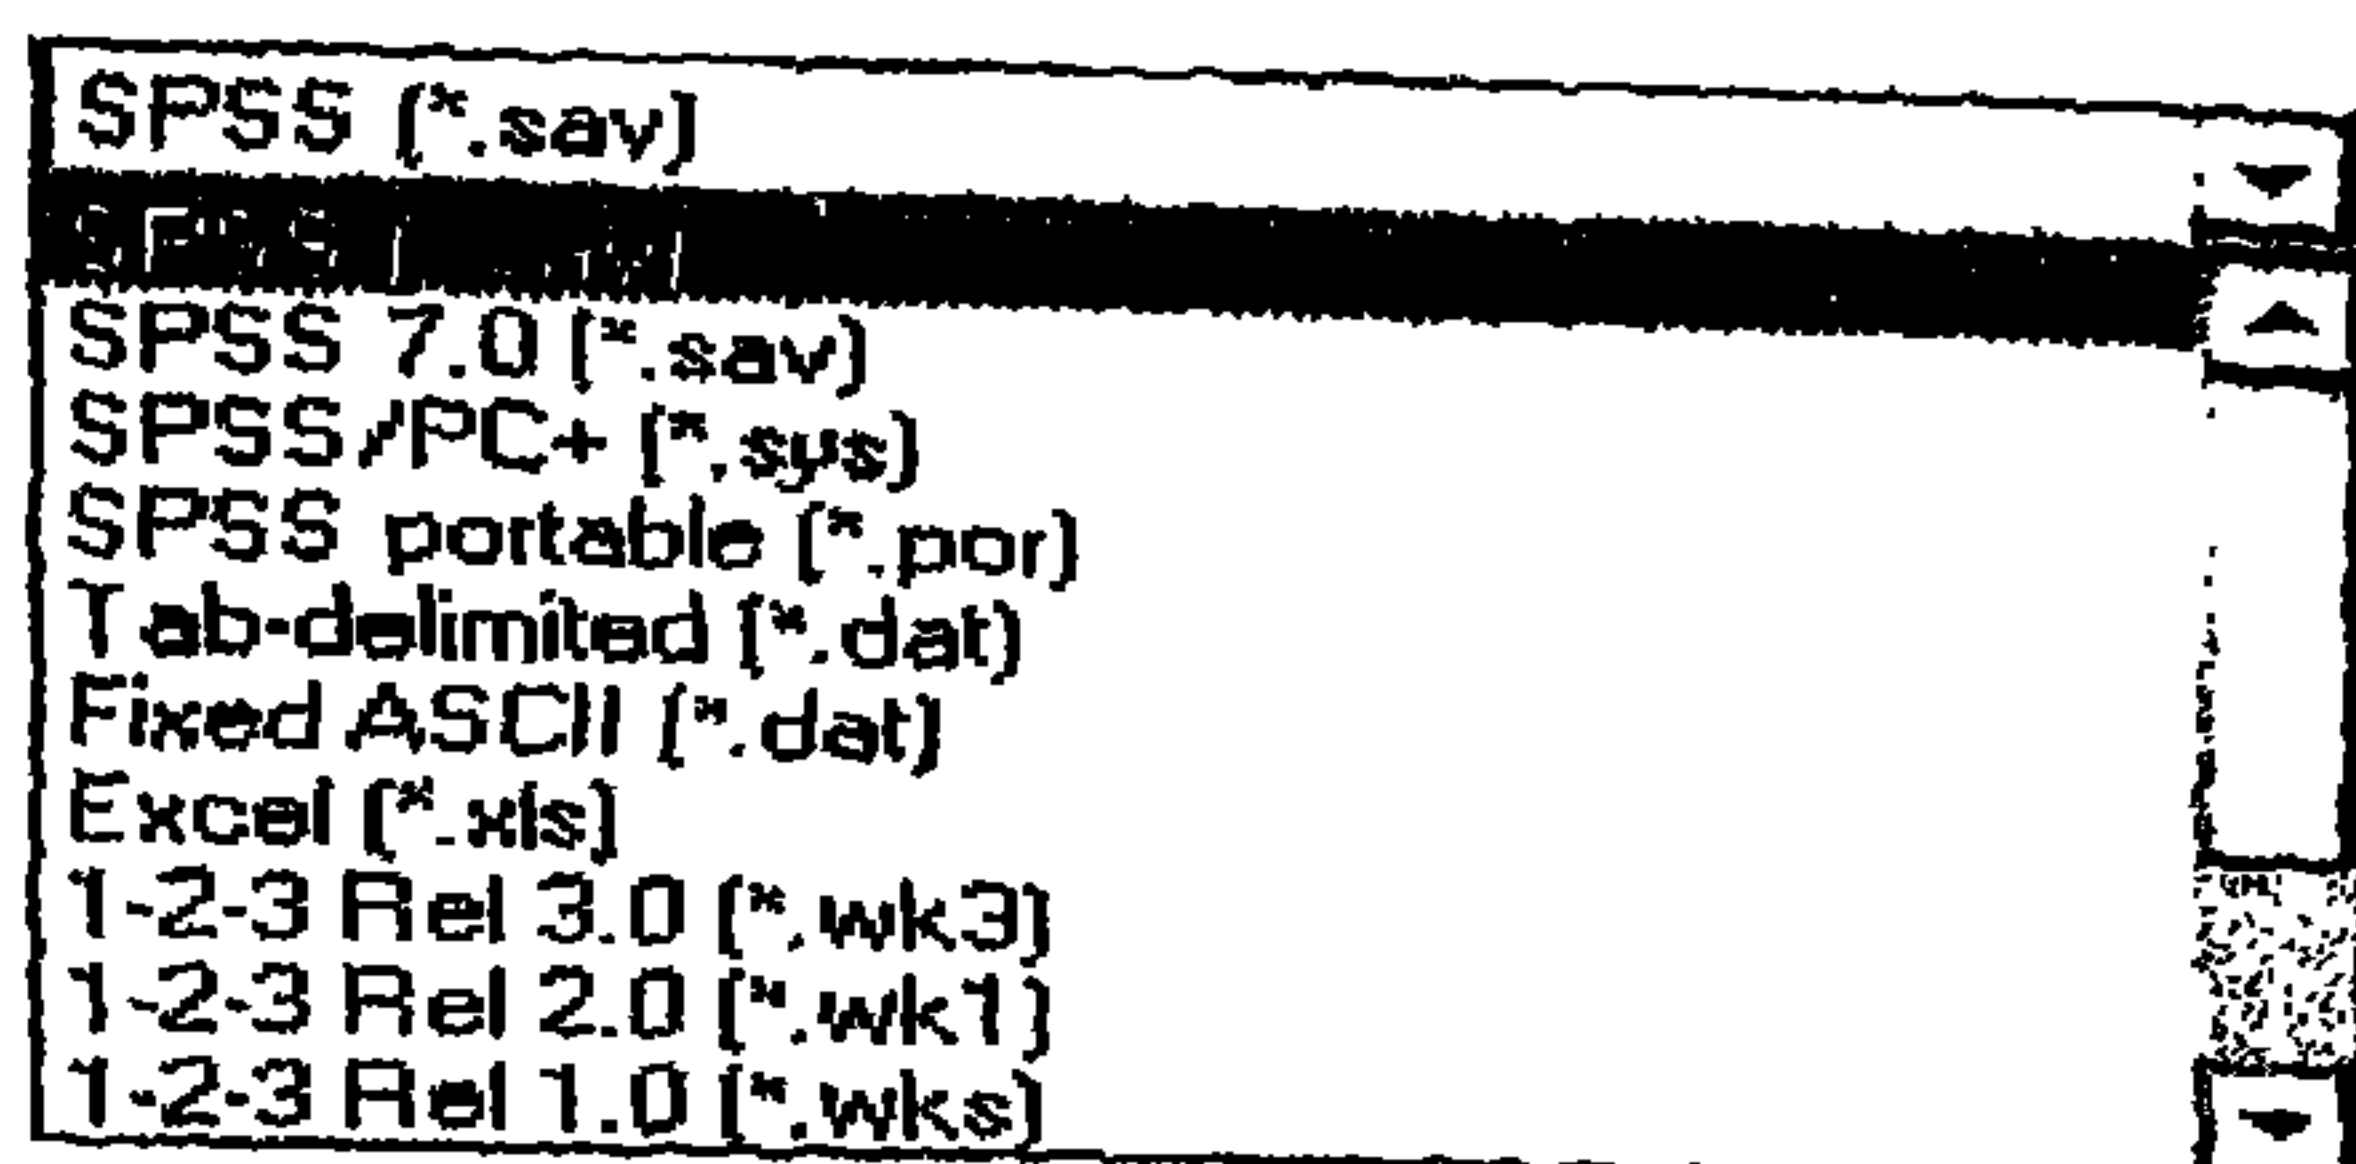 SPSS (*.sav)
SPSS
SPSS 7.0 (*.sav)
SPSS/PC+ (*.sys)
SPSS portable (*.por)
Tab-delimited (*.dat)
Fixed ASCII (*.dat)
Excel (*.xls)
1-2-3 Rel 3.0 (*.wk3)
1-2-3 Rel 2.0 (*.wk1)
1-2-3 Rel 1.0 (*.wks)